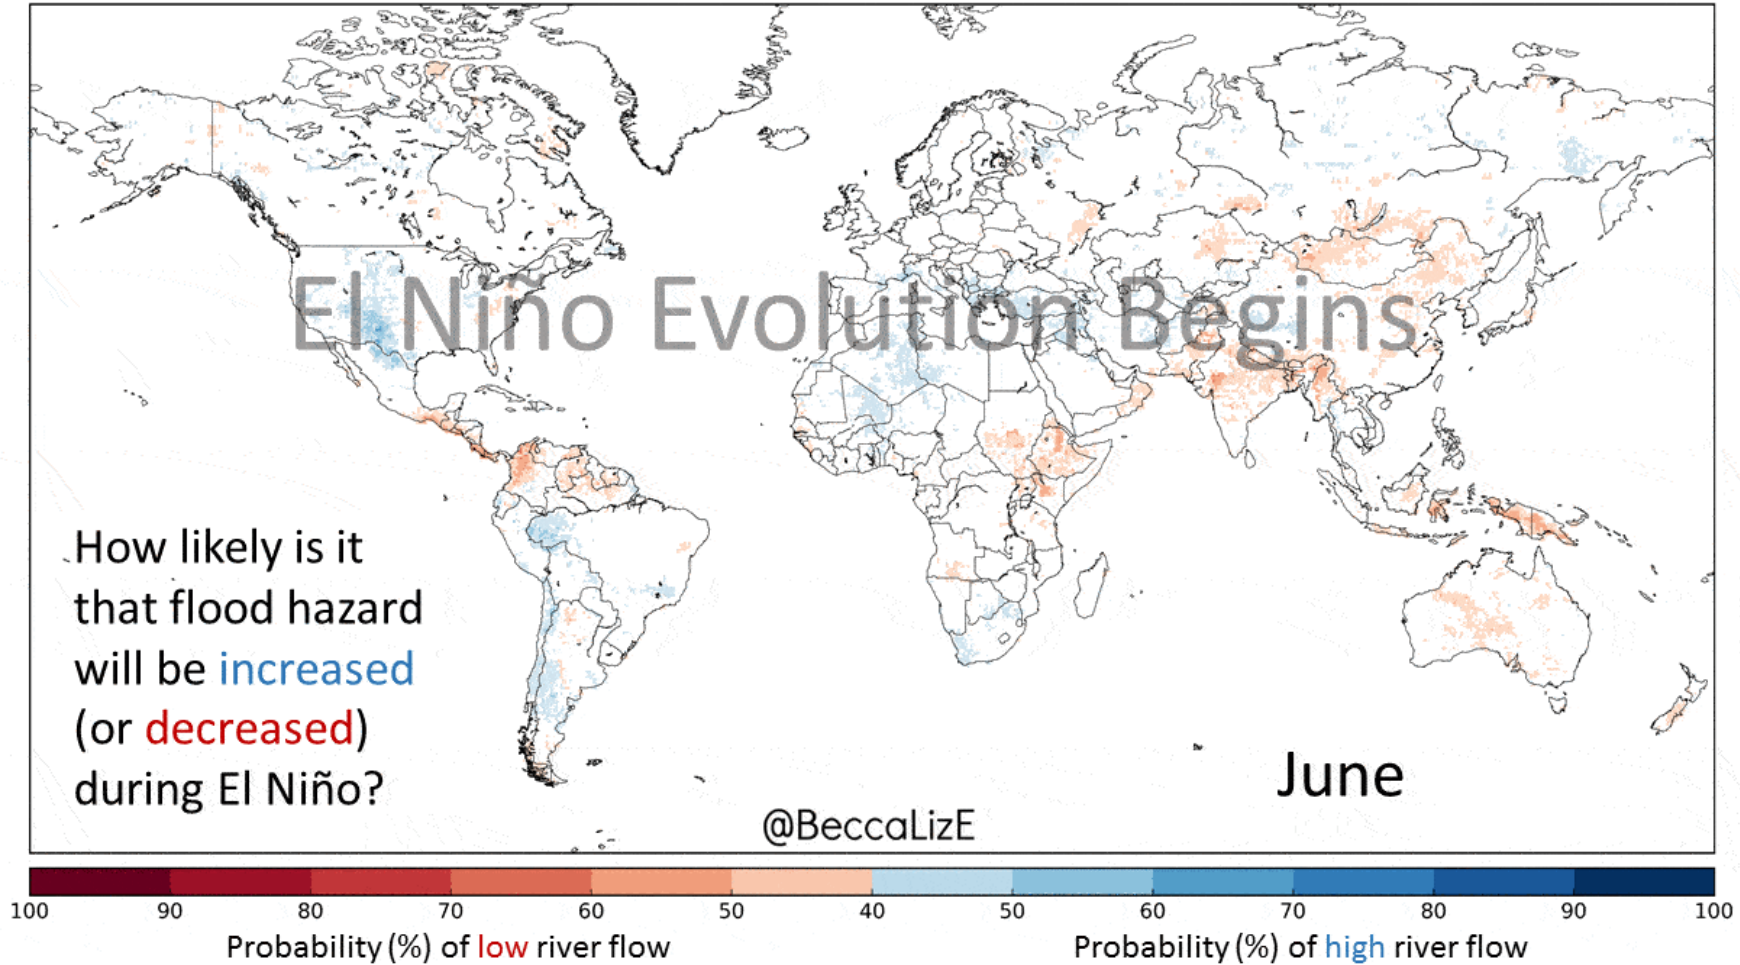 El Niño Evolution Begins
How likely is it
that flood hazard
will be increased
(or decreased)
during El Niño?
June
@BeccaLizE
100 90 80 70 60 50 40 50 60 70 80 90 100
Probability (%) of low river flow
Probability (%) of high river flow